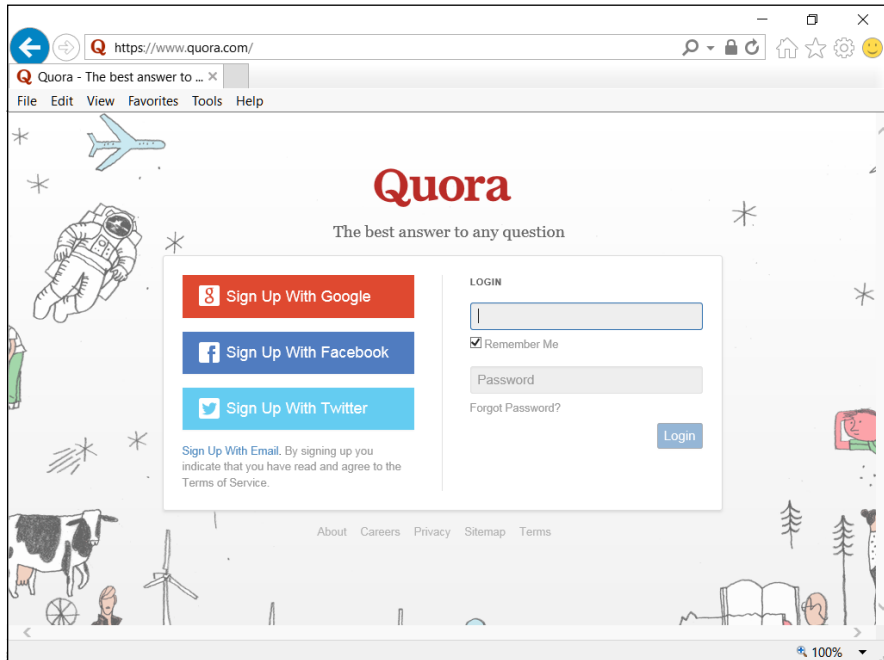 https://www.quora.com/
Quora - The best answer to ...
File Edit View Favorites Tools Help
Quora
The best answer to any question
Sign Up With Google
Sign Up With Facebook
Sign Up With Twitter
Sign Up With Email. By signing up you
indicate that you have read and agree to the
Terms of Service.
LOGIN
Remember Me
Password
Forgot Password?
Login
About Careers Privacy Sitemap Terms
100%